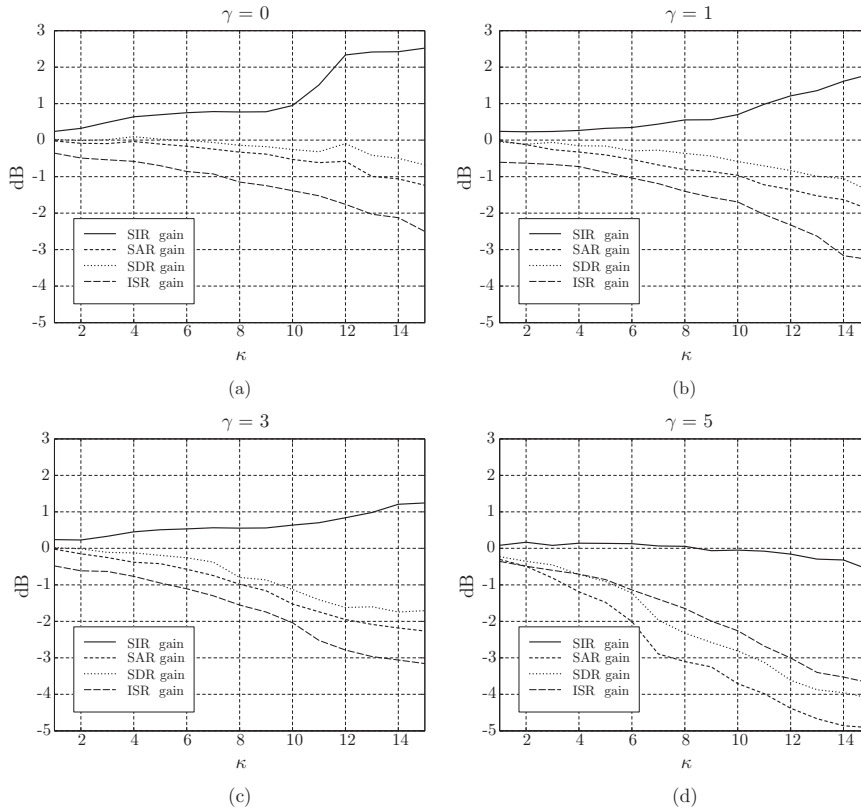 γ = 0
3
2
1
0
-1
-2
-3
-4
-5
dB
SIR gain
SAR gain
SDR gain
ISR gain
2 4 6 8 10 12 14
κ
(a)
γ = 1
3
2
1
0
-1
-2
-3
-4
-5
dB
SIR gain
SAR gain
SDR gain
ISR gain
2 4 6 8 10 12 14
κ
(b)
γ = 3
3
2
1
0
-1
-2
-3
-4
-5
dB
SIR gain
SAR gain
SDR gain
ISR gain
2 4 6 8 10 12 14
κ
(c)
γ = 5
3
2
1
0
-1
-2
-3
-4
-5
dB
SIR gain
SAR gain
SDR gain
ISR gain
2 4 6 8 10 12 14
κ
(d)